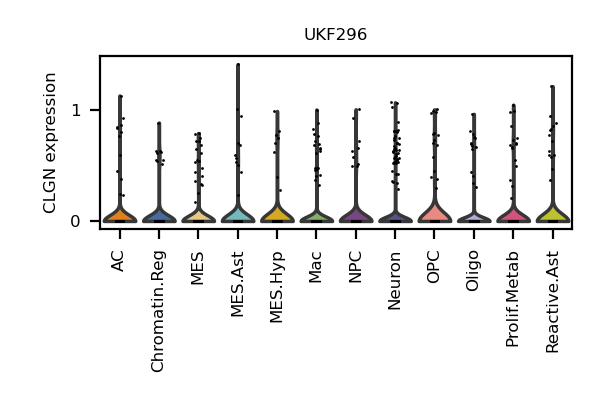 UKF296
CLGN expression
1
0
AC
Chromatin.Reg
MES
MES.Ast
MES.Hyp
Mac
NPC
Neuron
OPC
Oligo
Prolif.Metab
Reactive.Ast